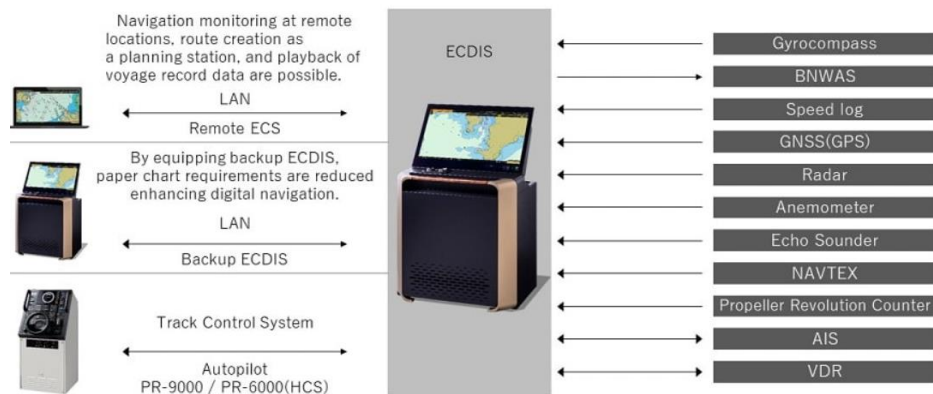 Navigation monitoring at remote
locations, route creation as
a planning station, and playback of
voyage record data are possible.
LAN
Remote ECS
By equipping backup ECDIS,
paper chart requirements are reduced
enhancing digital navigation.
LAN
Backup ECDIS
Track Control System
Autopilot
PR-9000 / PR-6000(HCS)
ECDIS
Gyrocompass
BNWAS
Speed log
GNSS(GPS)
Radar
Anemometer
Echo Sounder
NAVTEX
Propeller Revolution Counter
AIS
VDR